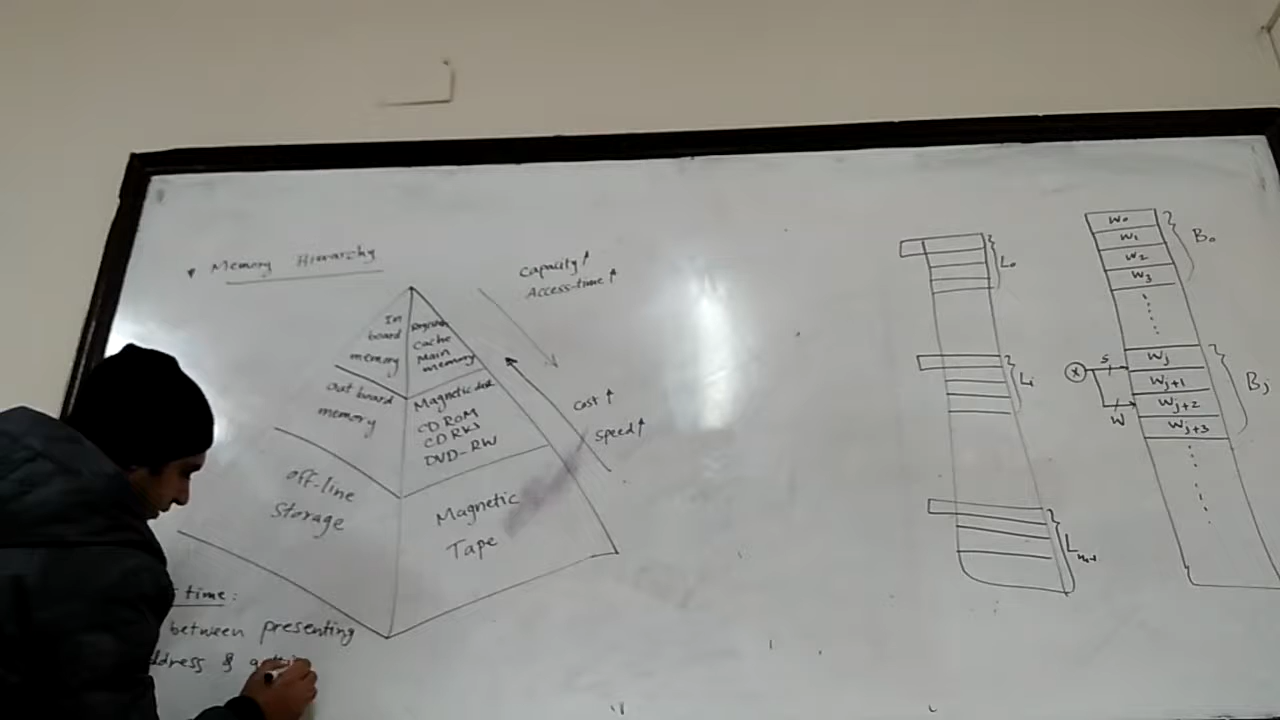 Memory Hierarchy
Capacity↑
Access-time↑
In
board
memory
Cache
Main
memory
out board
memory
Magnetic disk
CD ROM
CD RW
DVD-RW
Cost↑
Speed↑
off-line
Storage
Magnetic
Tape
time:
between presenting
ddress &
L₀
Lᵢ
W₀
W₁
W₂
W₃
B₀
X
S
W
Wj
Wj+1
Wj+2
Wj+3
Bj